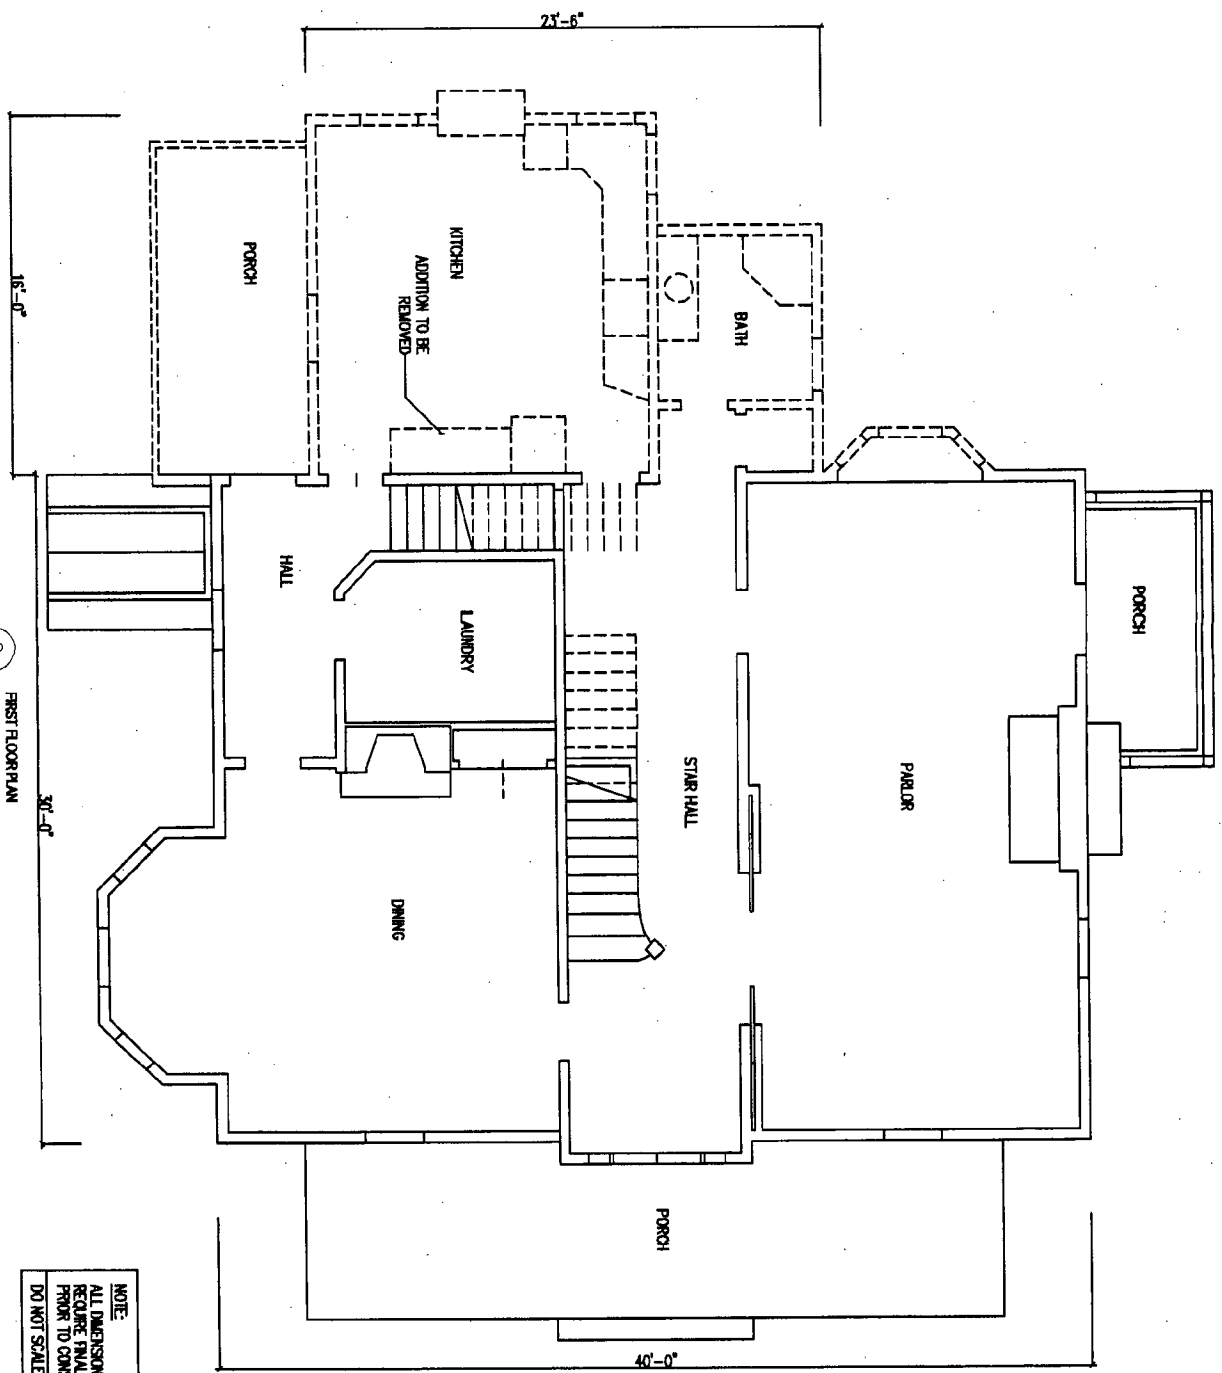 23'-6"
PORCH
KITCHEN
ADDITION TO BE
REMOVED
BATH
16'-0"
HALL
LAUNDRY
STAIR HALL
PARLOR
PORCH
DINING
30'-0"
FIRST FLOOR PLAN
PORCH
40'-0"
NOTE:
ALL DIMENSION
REQUIRE FINAL
PRIOR TO CONS
DO NOT SCALE